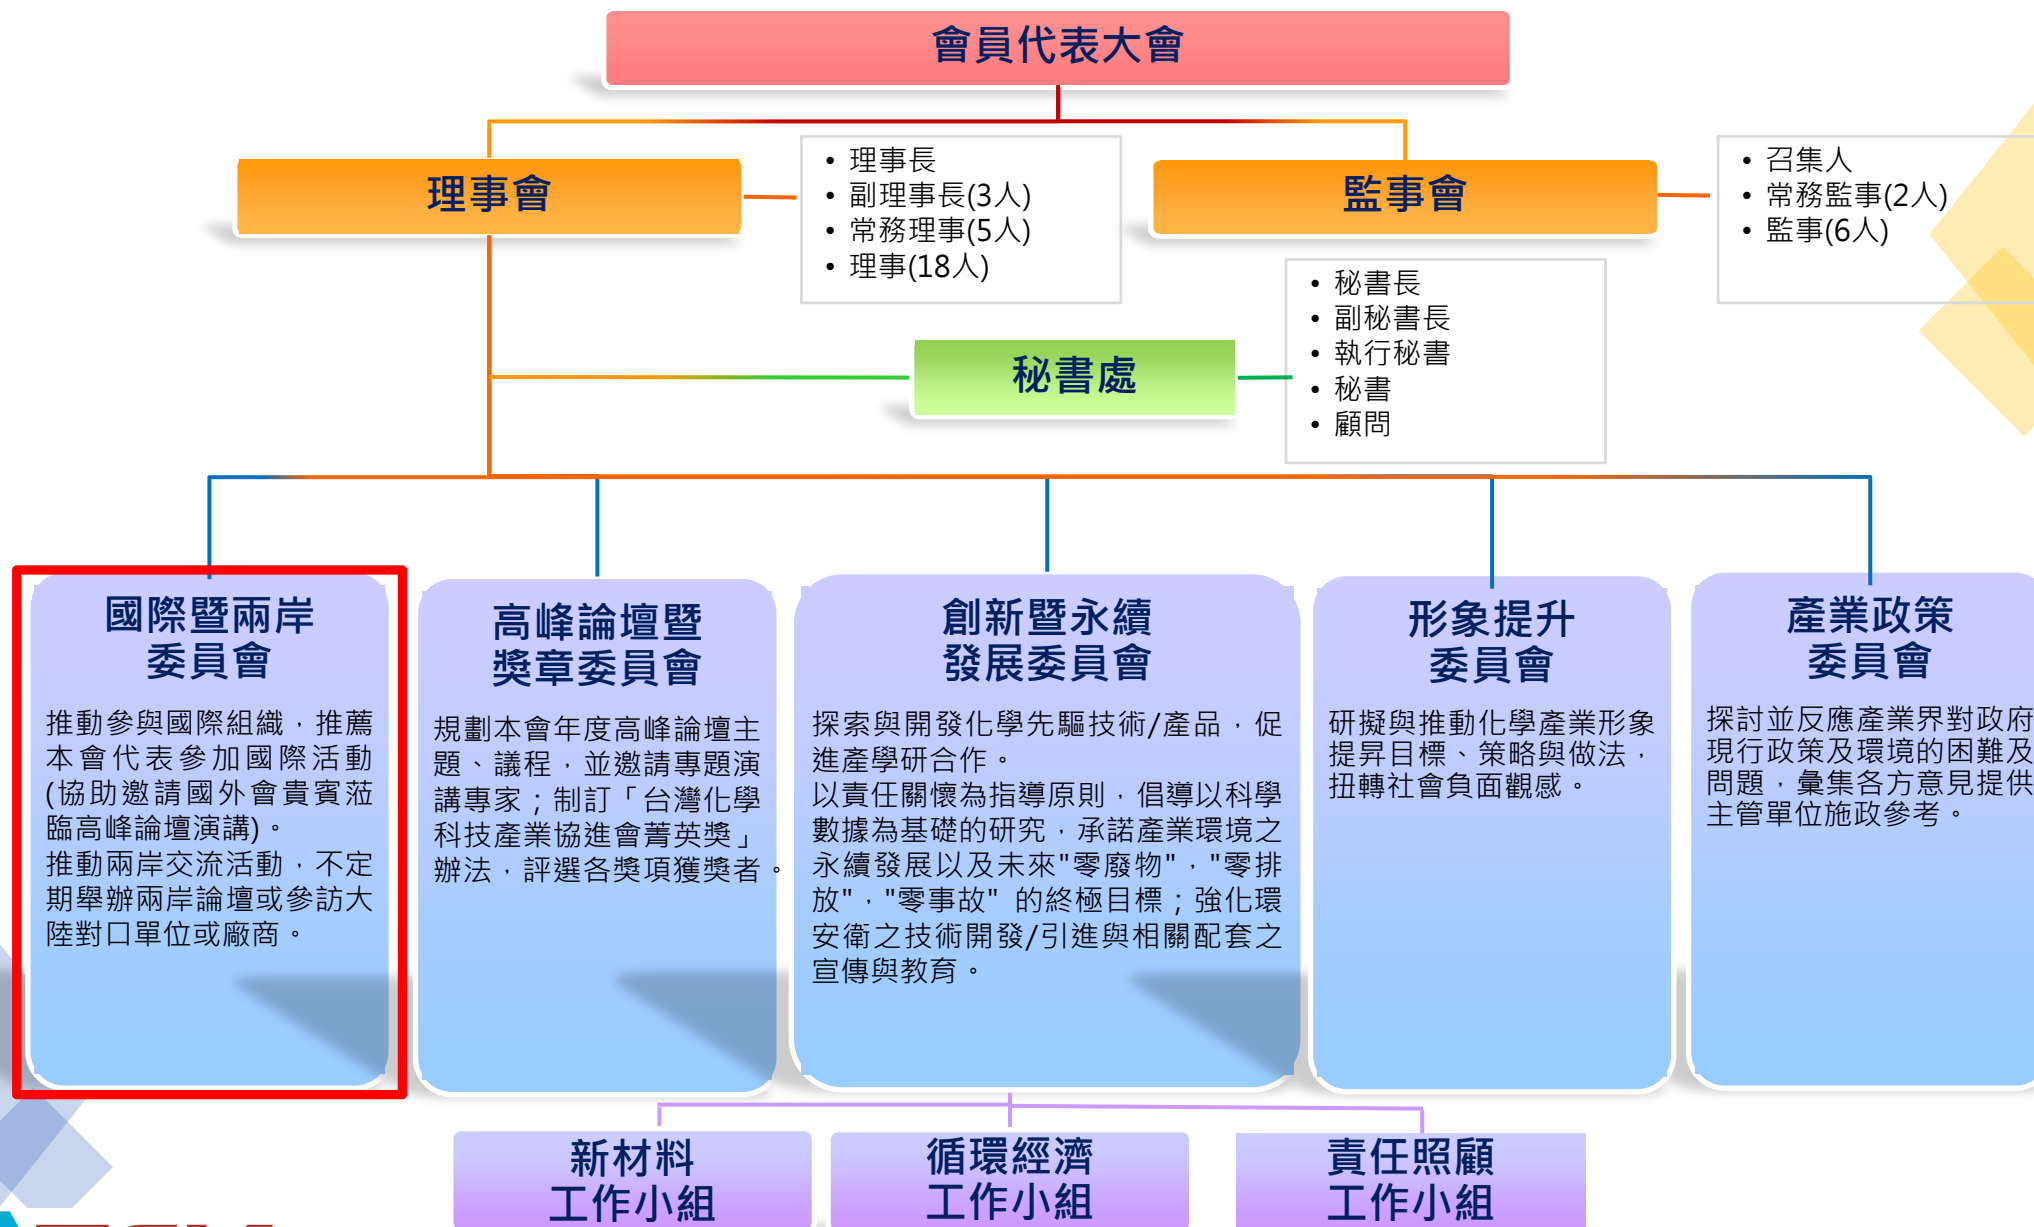 會員代表大會
理事會
• 理事長
• 副理事長(3人)
• 常務理事(5人)
• 理事(18人)
監事會
• 召集人
• 常務監事(2人)
• 監事(6人)
秘書處
• 秘書長
• 副秘書長
• 執行秘書
• 秘書
• 顧問
國際暨兩岸
委員會
推動參與國際組織，推薦
本會代表參加國際活動
(協助邀請國外會貴賓蒞
臨高峰論壇演講)。
推動兩岸交流活動，不定
期舉辦兩岸論壇或參訪大
陸對口單位或廠商。
高峰論壇暨
獎章委員會
規劃本會年度高峰論壇主
題、議程，並邀請專題演
講專家；制訂「台灣化學
科技產業協進會菁英獎」
辦法，評選各獎項獲獎者。
創新暨永續
發展委員會
探索與開發化學先驅技術/產品，促
進產學研合作。
以責任關懷為指導原則，倡導以科學
數據為基礎的研究，承諾產業環境之
永續發展以及未來"零廢物"，"零排
放"，"零事故" 的終極目標；強化環
安衛之技術開發/引進與相關配套之
宣傳與教育。
形象提升
委員會
研擬與推動化學產業形象
提昇目標、策略與做法，
扭轉社會負面觀感。
產業政策
委員會
探討並反應產業界對政府
現行政策及環境的困難及
問題，彙集各方意見提供
主管單位施政參考。
新材料
工作小組
循環經濟
工作小組
責任照顧
工作小組